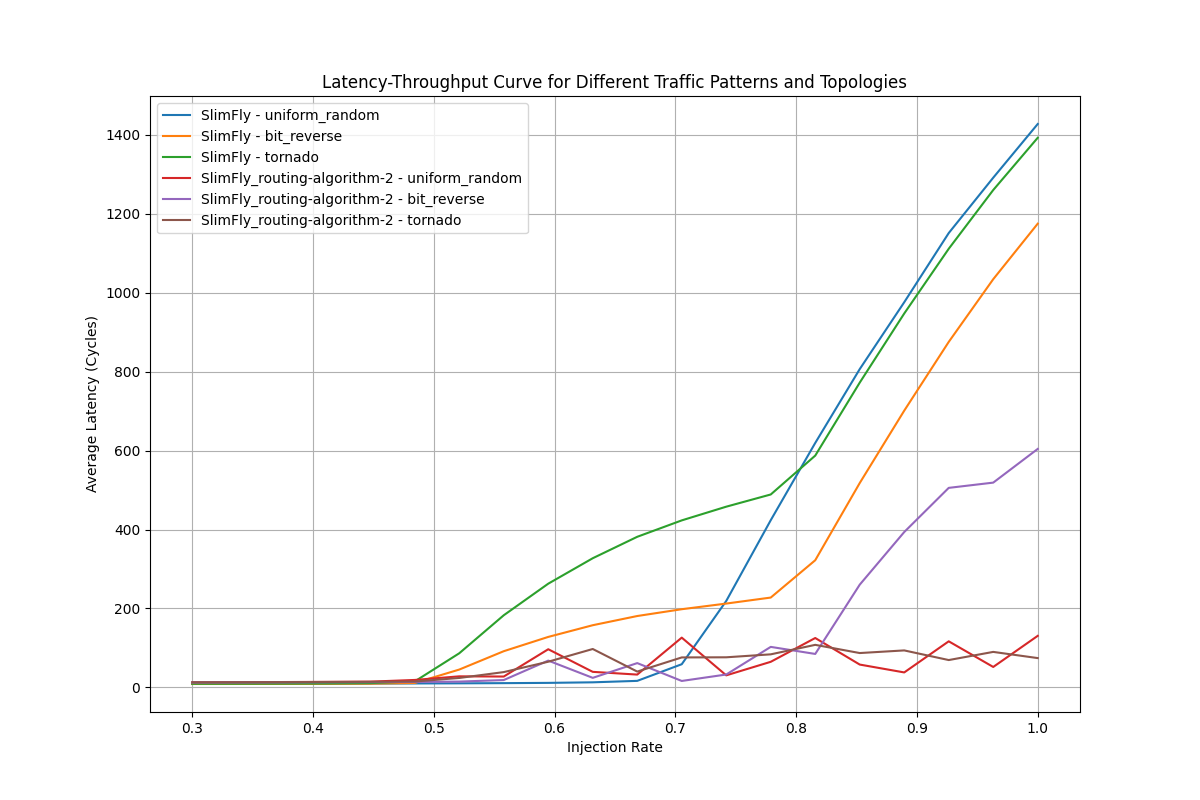 Latency-Throughput Curve for Different Traffic Patterns and Topologies
SlimFly - uniform_random
SlimFly - bit_reverse
SlimFly - tornado
SlimFly_routing-algorithm-2 - uniform_random
SlimFly_routing-algorithm-2 - bit_reverse
SlimFly_routing-algorithm-2 - tornado
1400
1200
1000
800
600
400
200
0
Average Latency (Cycles)
0.3 0.4 0.5 0.6 0.7 0.8 0.9 1.0
Injection Rate